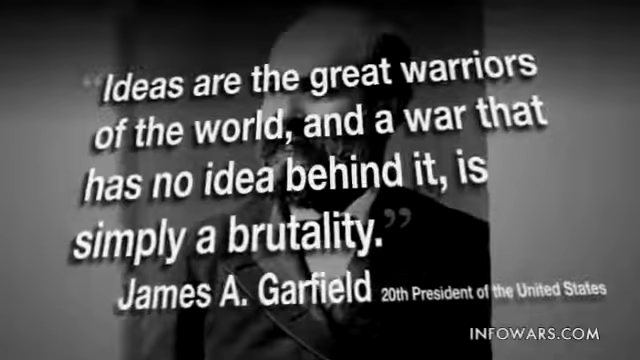 “Ideas are the great warriors
of the world, and a war that
has no idea behind it, is
simply a brutality.”
James A. Garfield 20th President of the United States
INFOWARS.COM